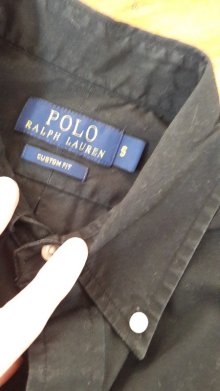 POLO
RALPH LAUREN
S
CUSTOM FIT